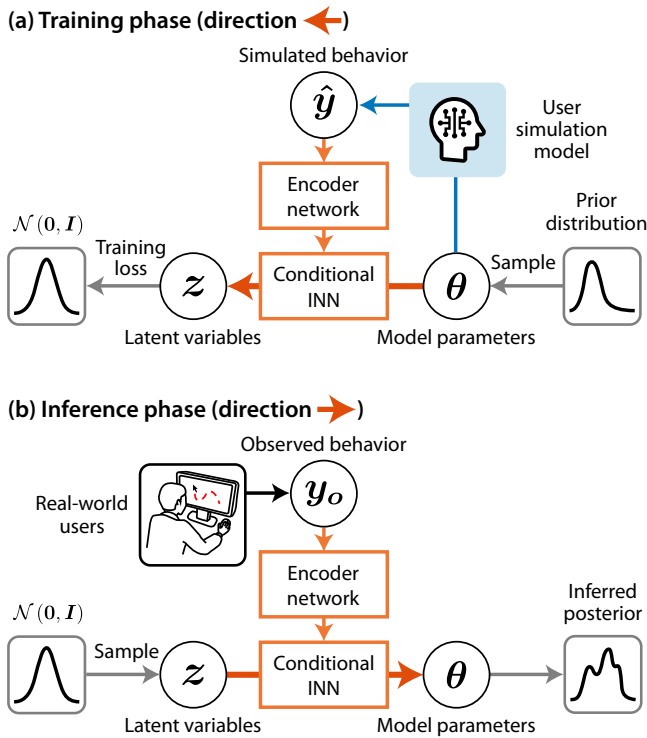 (a) Training phase (direction ←)
Simulated behavior
ŷ
User
simulation
model
Encoder
network
Prior
distribution
𝒩(0, I)
Training
loss
z
Conditional
INN
θ
Sample
Latent variables
Model parameters
(b) Inference phase (direction →)
Observed behavior
Real-world
users
yₒ
Encoder
network
Inferred
posterior
𝒩(0, I)
Sample
z
Conditional
INN
θ
Latent variables
Model parameters